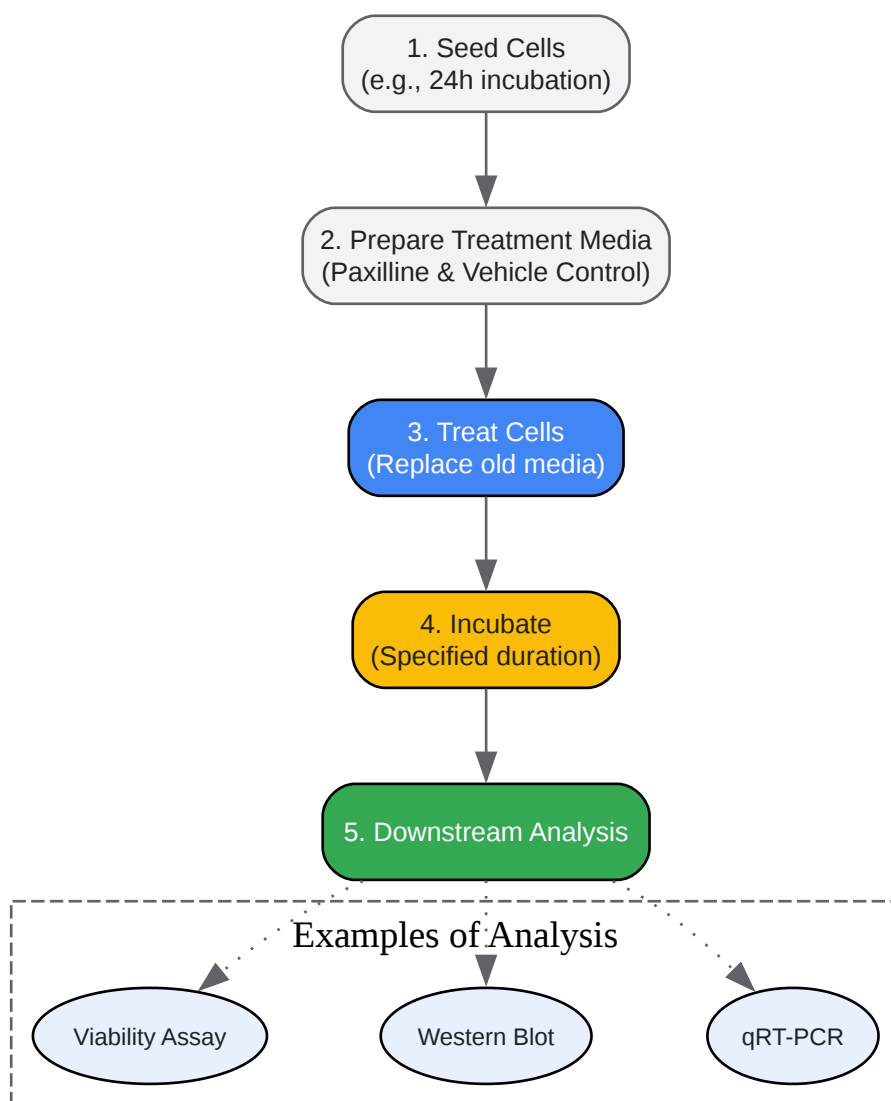 1. Seed Cells
(e.g., 24h incubation)
2. Prepare Treatment Media
(Paxilline & Vehicle Control)
3. Treat Cells
(Replace old media)
4. Incubate
(Specified duration)
5. Downstream Analysis
Examples of Analysis
Viability Assay
Western Blot
qRT-PCR